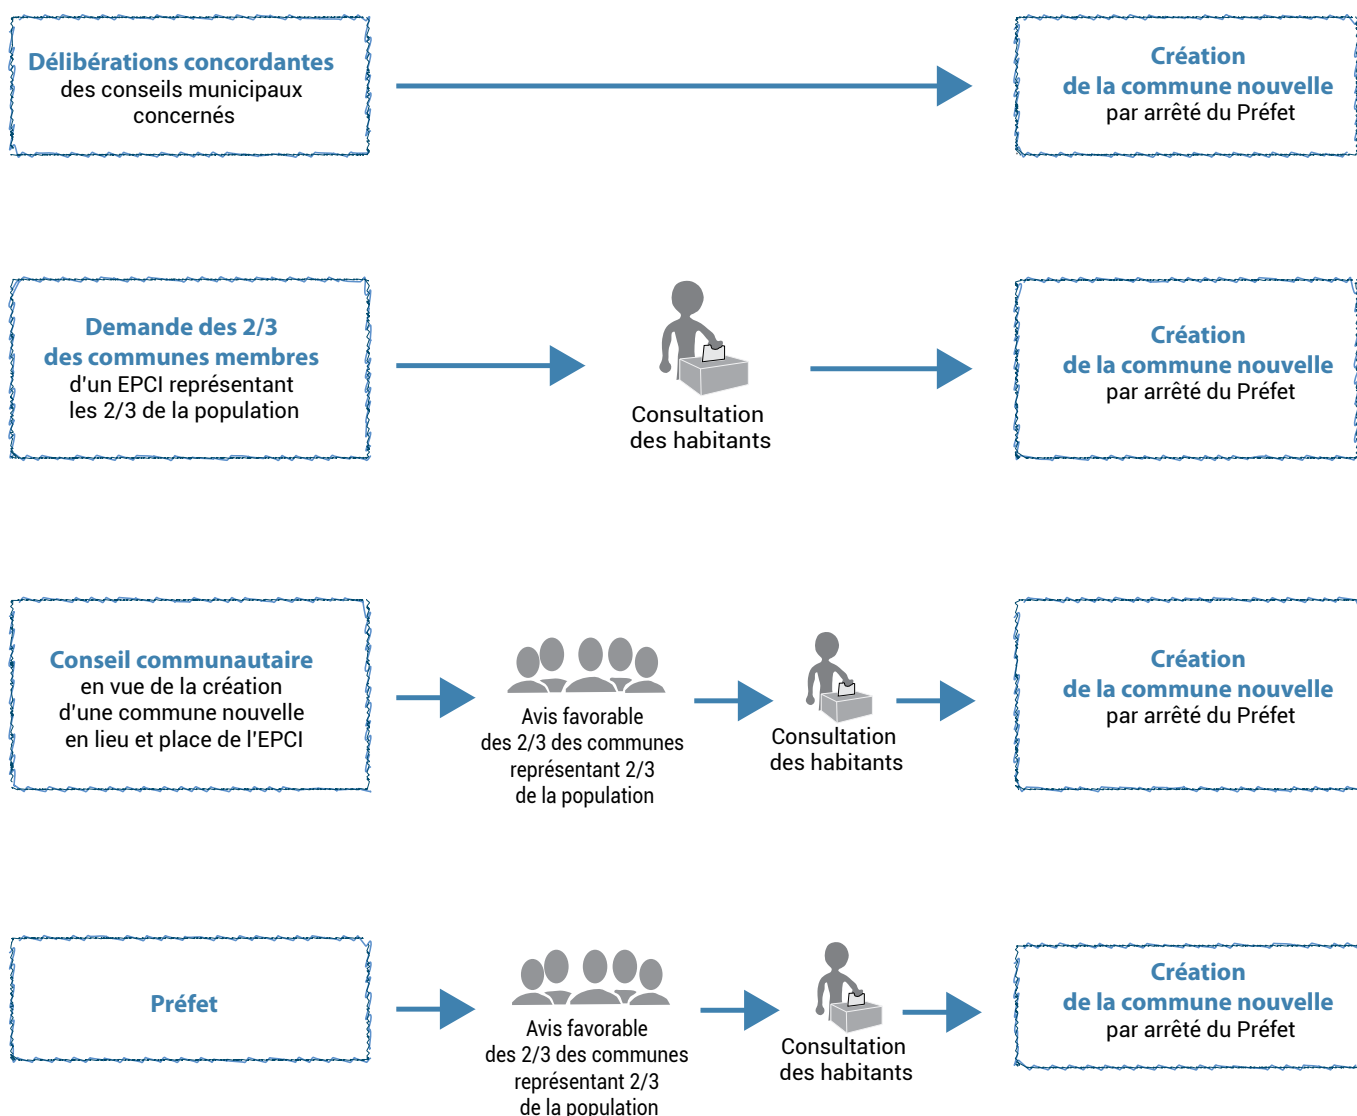 Délibérations concordantes
des conseils municipaux
concernés
Création
de la commune nouvelle
par arrêté du Préfet
Demande des 2/3
des communes membres
d'un EPCI représentant
les 2/3 de la population
Consultation
des habitants
Création
de la commune nouvelle
par arrêté du Préfet
Conseil communautaire
en vue de la création
d'une commune nouvelle
en lieu et place de l'EPCI
Avis favorable
des 2/3 des communes
représentant 2/3
de la population
Consultation
des habitants
Création
de la commune nouvelle
par arrêté du Préfet
Préfet
Avis favorable
des 2/3 des communes
représentant 2/3
de la population
Consultation
des habitants
Création
de la commune nouvelle
par arrêté du Préfet